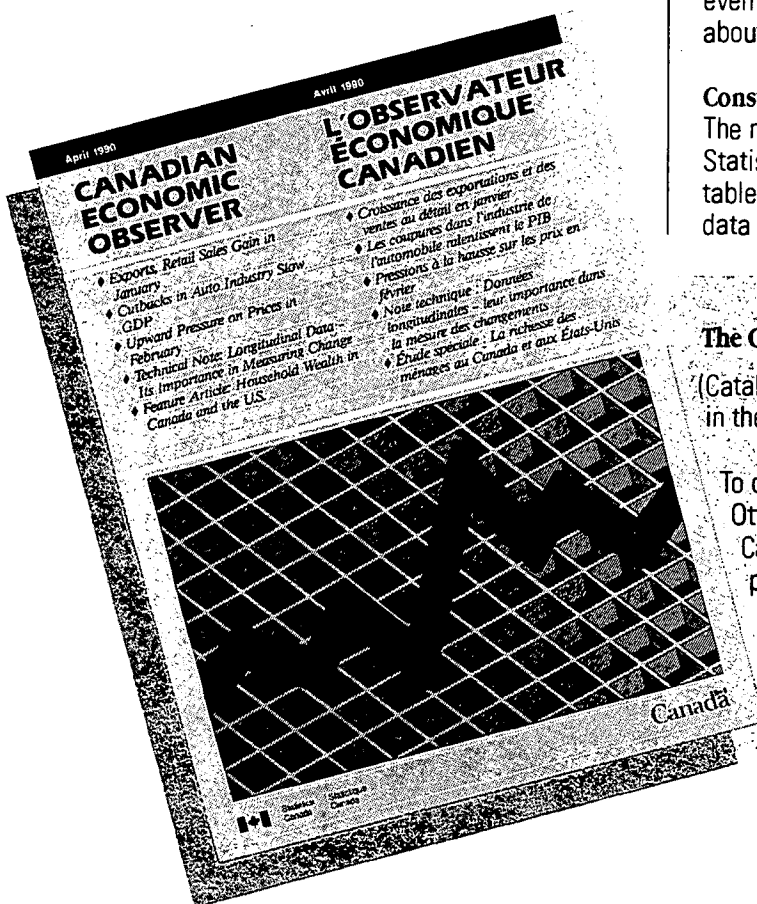 April 1990
CANADIAN
ECONOMIC
OBSERVER
♦ Exports, Retail Sales Gain in
January
♦ Cutbacks in Auto Industry Slow
GDP
♦ Upward Pressure on Prices in
February
♦ Technical Note: Longitudinal Data:-
Its Importance in Measuring Change
♦ Feature Article: Household Wealth in
Canada and the U.S.
Avril 1990
L'OBSERVATEUR
ÉCONOMIQUE
CANADIEN
♦ Croissance des exportations et des
ventes au détail en janvier
♦ Les coupures dans l'industrie de
l'automobile ralentissent le PIB
♦ Pressions à la hausse sur les prix en
février
♦ Note technique : Données
longitudinales – leur importance dans
la mesure des changements
♦ Étude spéciale : La richesse des
ménages au Canada et aux États-Unis
Canada
Statistics Statistique
Canada Canada
about
Cons
The
Statis
table
data
The
in the
To